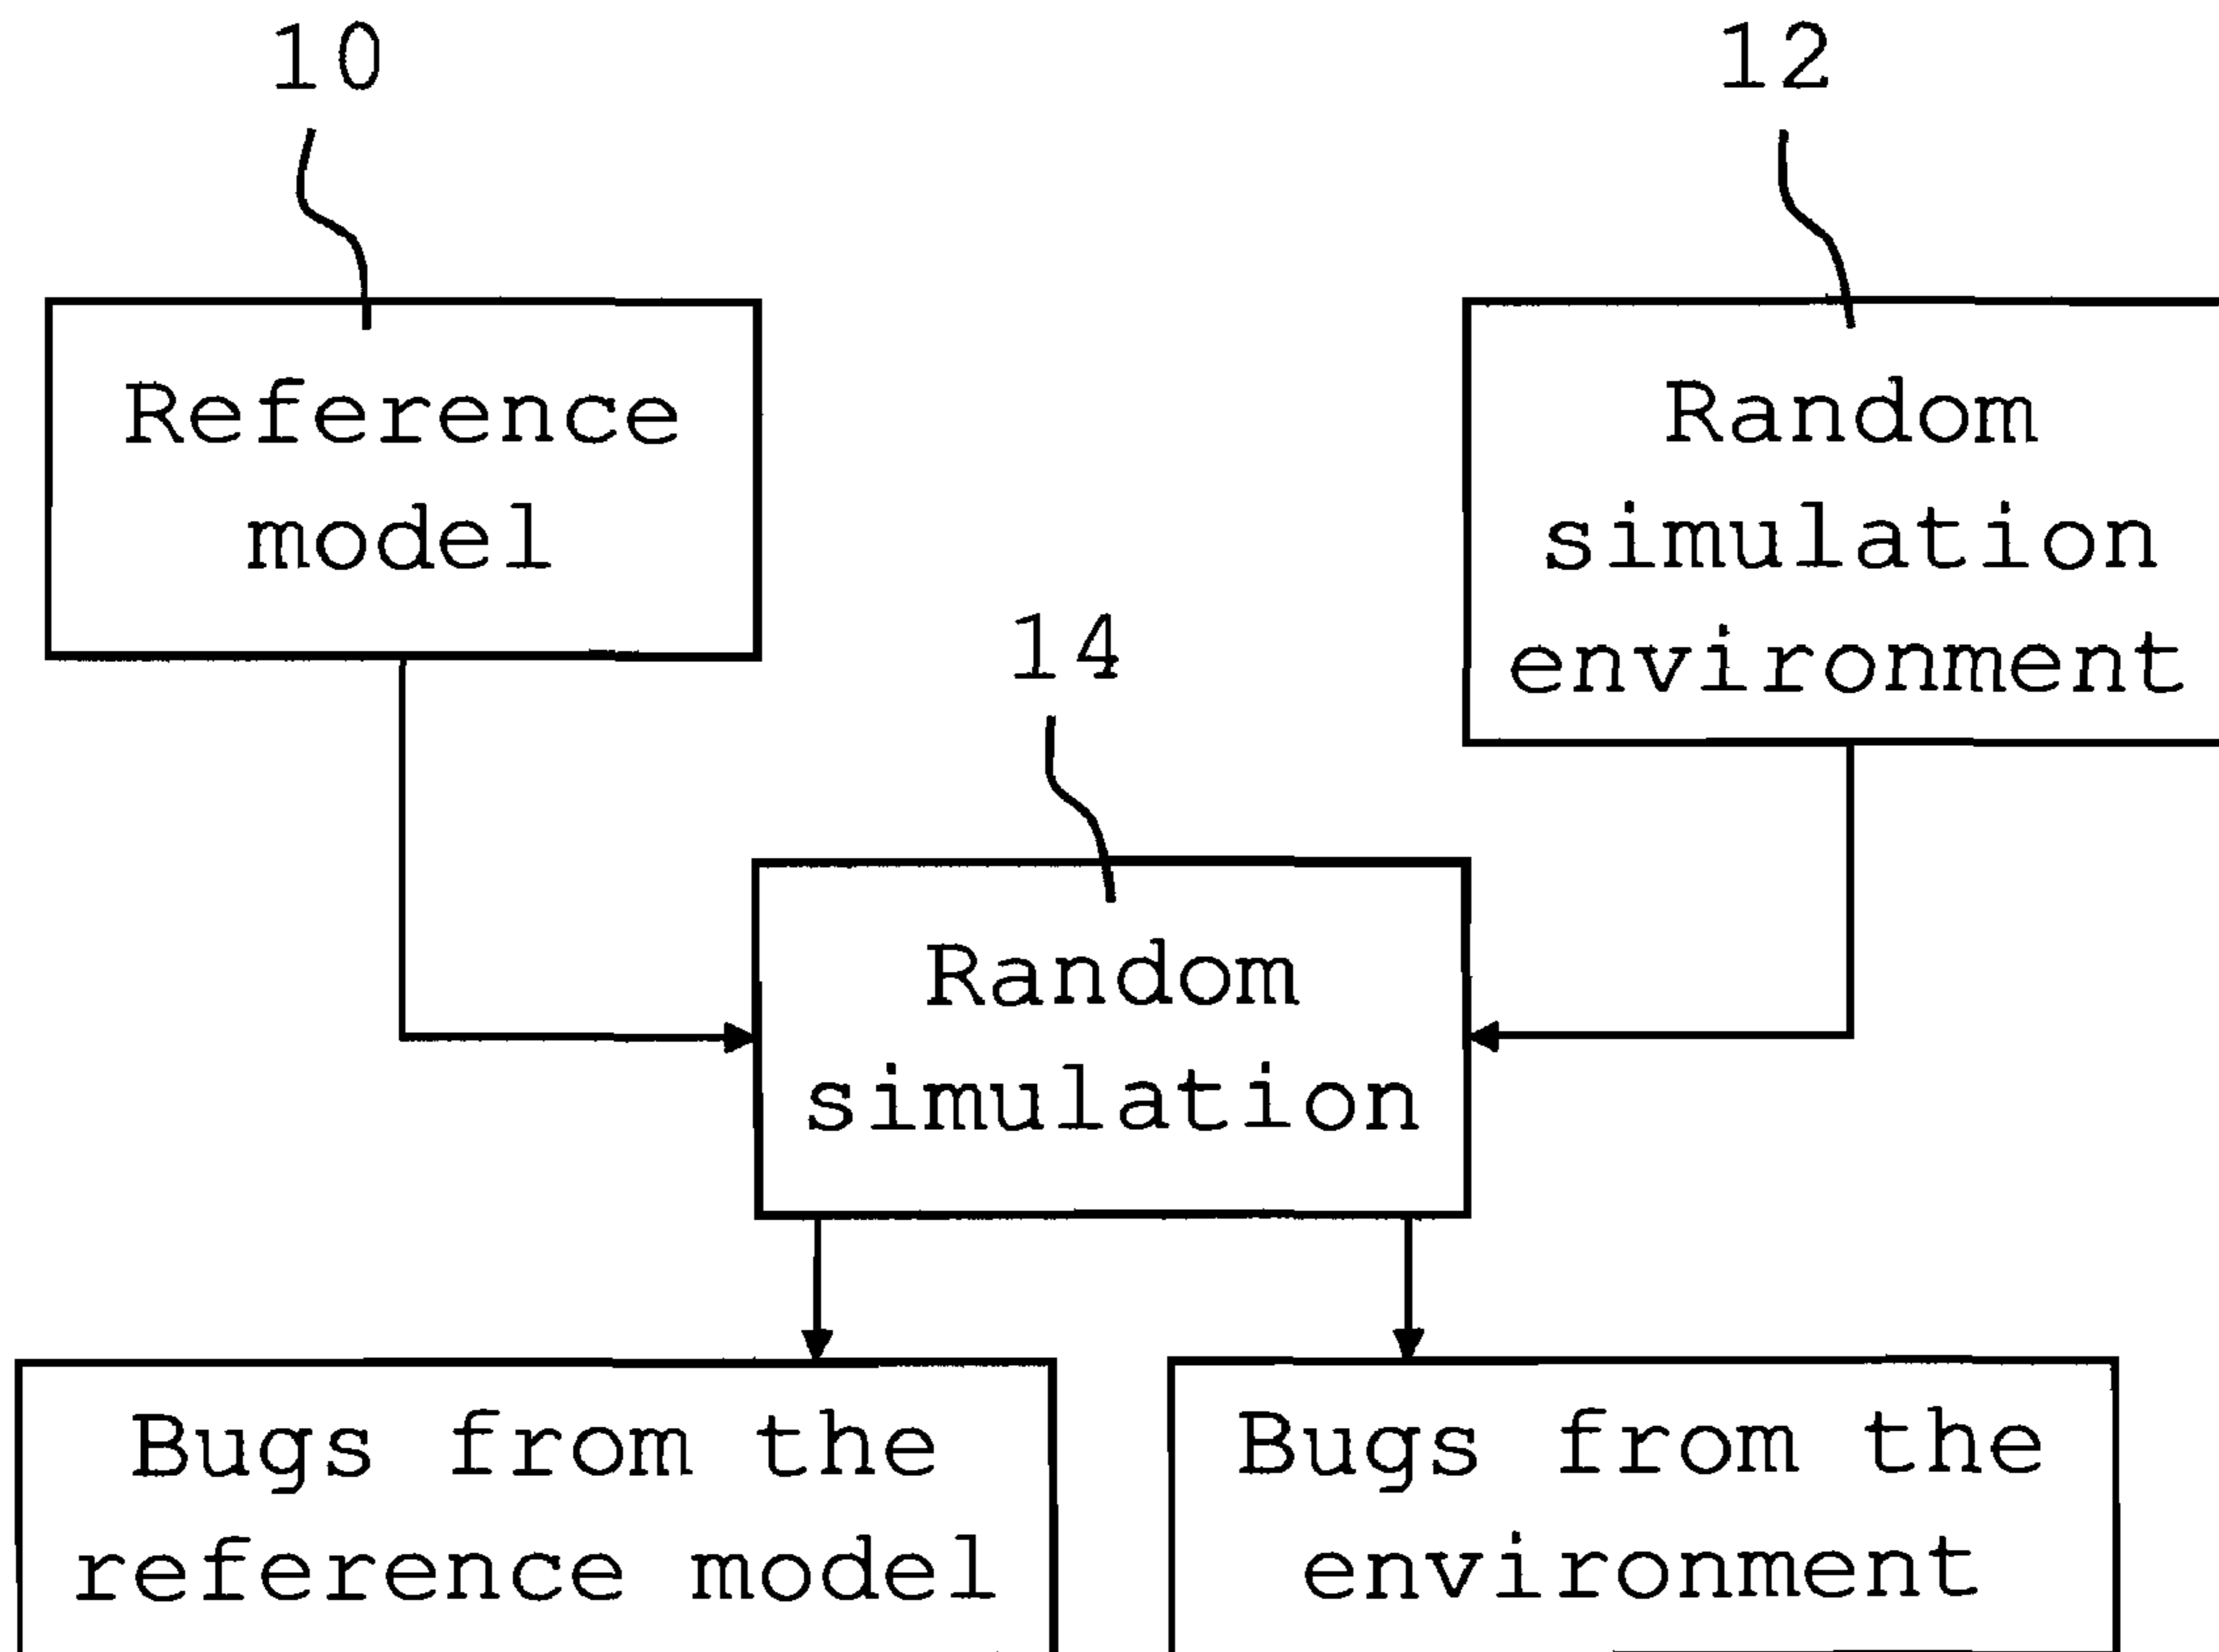 10
12
Reference
model
Random
simulation
environment
14
Random
simulation
Bugs from the
reference model
Bugs from the
environment